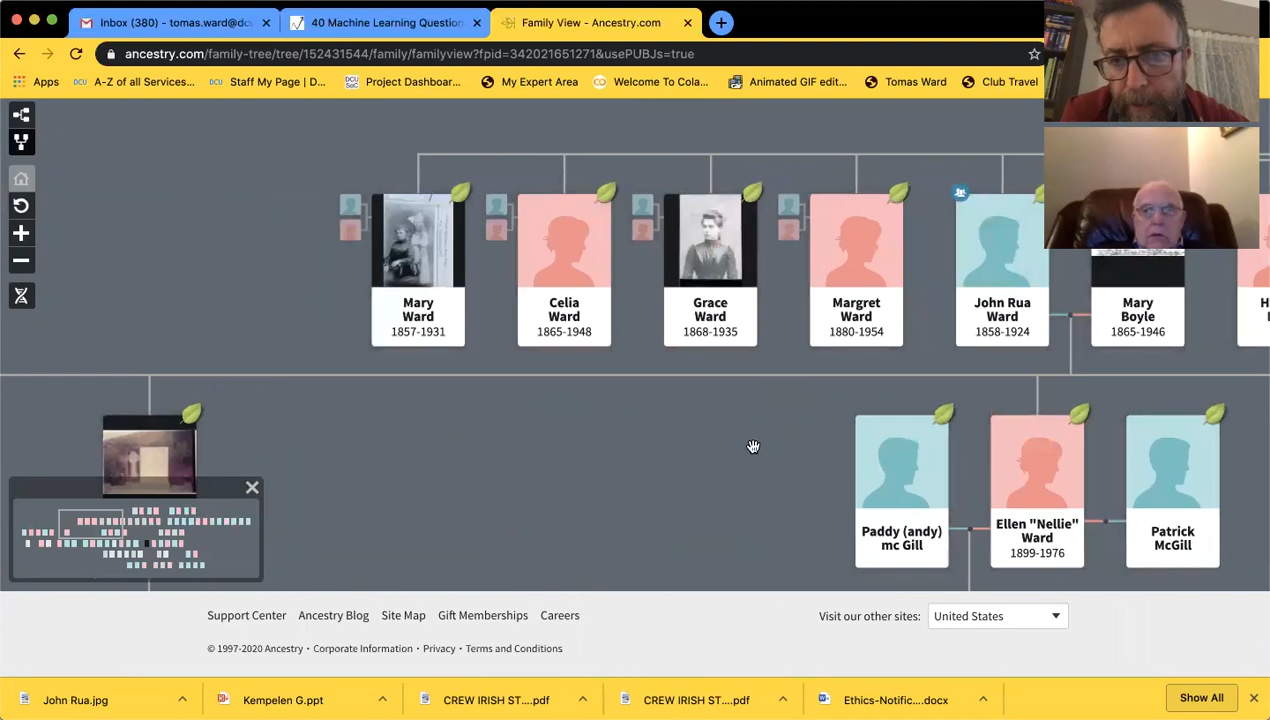 Inbox (380) - tomas.ward@dcu
40 Machine Learning Question
Family View - Ancestry.com
ancestry.com/family-tree/tree/152431544/family/familyview?fpid=342021651271&usePUBJs=true
Apps
DCU A-Z of all Services...
DCU Staff My Page | D...
DCU SoC Project Dashboar...
My Expert Area
CO Welcome To Cola...
Animated GIF edit...
Tomas Ward
Club Travel
Mary Ward
1857-1931
Celia Ward
1865-1948
Grace Ward
1868-1935
Margret Ward
1880-1954
John Rua Ward
1858-1924
Mary Boyle
1865-1946
Paddy (andy) mc Gill
Ellen "Nellie" Ward
1899-1976
Patrick McGill
Support Center
Ancestry Blog
Site Map
Gift Memberships
Careers
Visit our other sites:
United States
© 1997-2020 Ancestry · Corporate Information · Privacy · Terms and Conditions
John Rua.jpg
Kempelen G.ppt
CREW IRISH ST....pdf
CREW IRISH ST....pdf
Ethics-Notific....docx
Show All